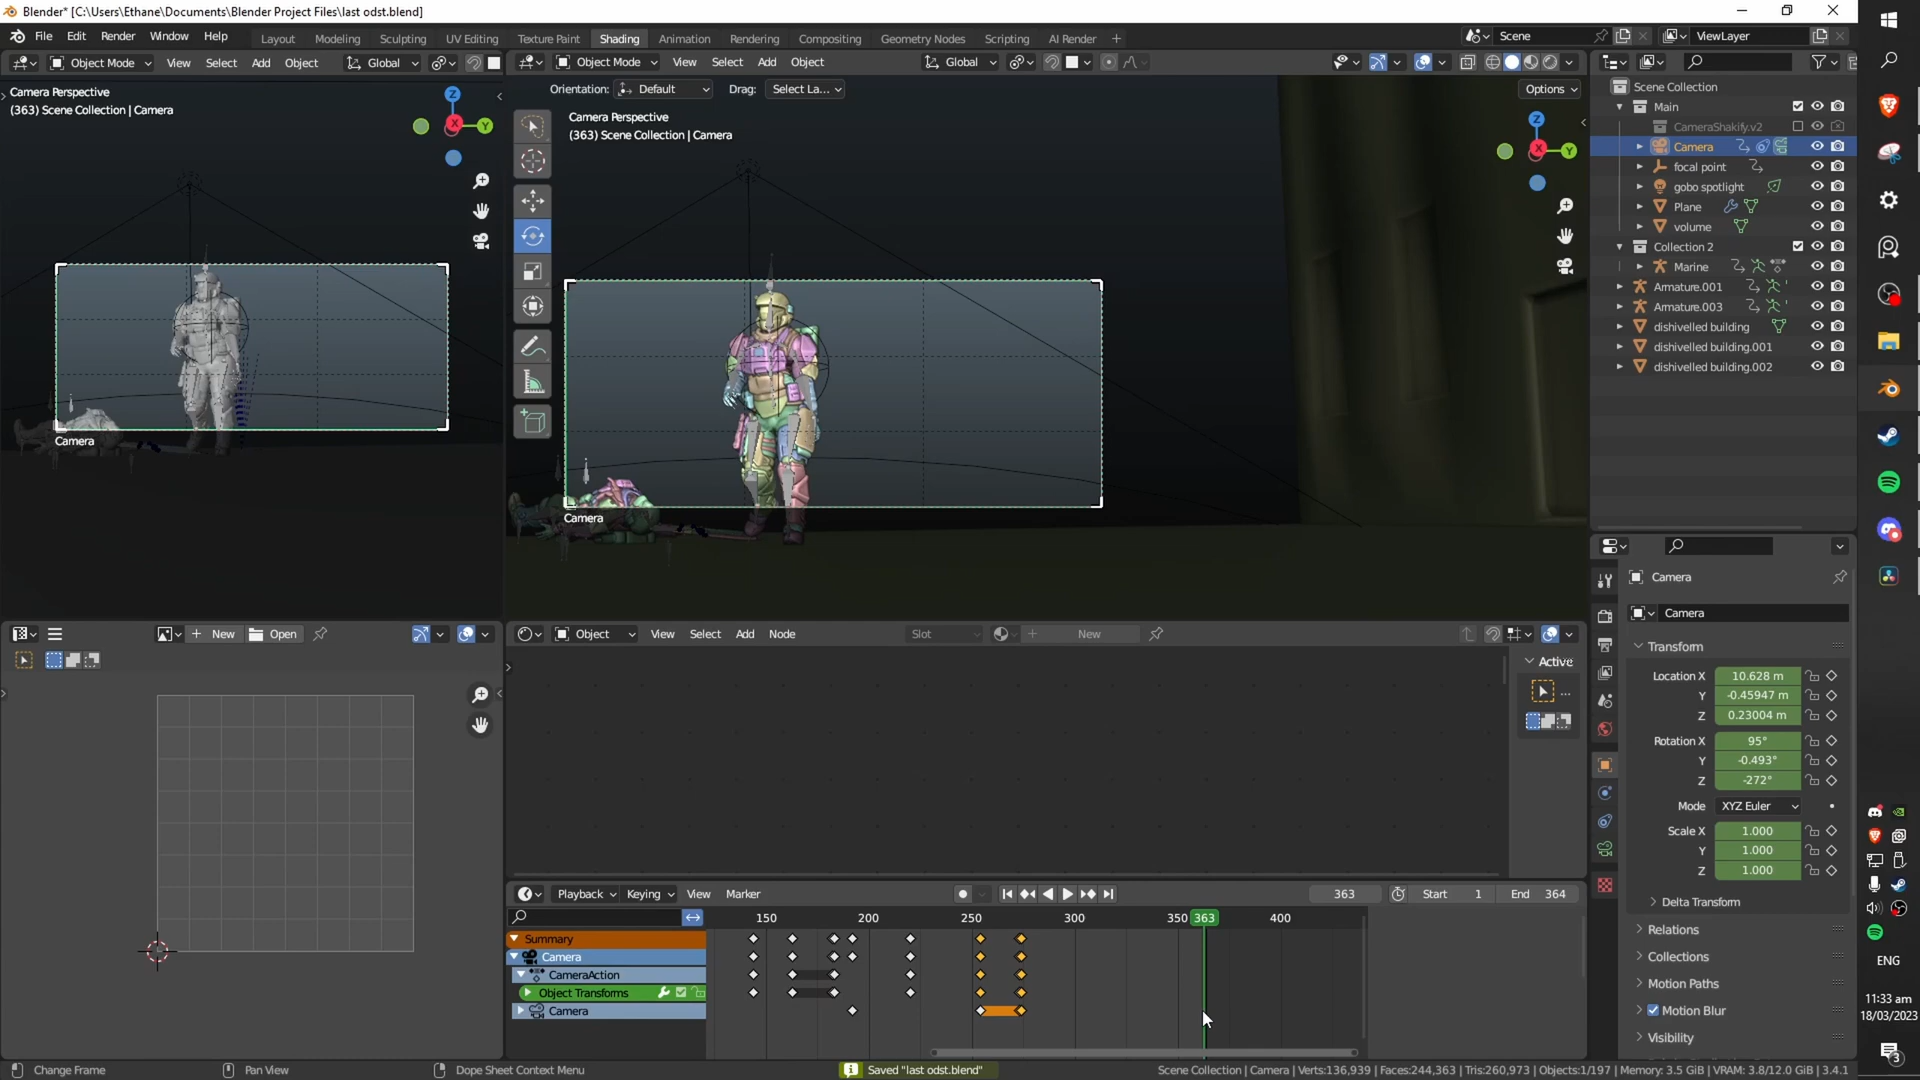 Blender* [C:\Users\Ethane\Documents\Blender Project Files\last odst.blend]
File Edit Render Window Help Layout Modeling Sculpting UV Editing Texture Paint Shading Animation Rendering Compositing Geometry Nodes Scripting AI Render + Scene ViewLayer
Object Mode View Select Add Object Global
Camera Perspective
(363) Scene Collection | Camera
Z
Y
X
Camera
Object Mode View Select Add Object Global
Orientation: Default Drag: Select La... Options
Camera Perspective
(363) Scene Collection | Camera
Z
Y
X
Camera
Scene Collection
Main
CameraShakify.v2
Camera
focal point
gobo spotlight
Plane
volume
Collection 2
Marine
Armature.001
Armature.003
dishivelled building
dishivelled building.001
dishivelled building.002
New Open
Object View Select Add Node Slot New
Active
...
Camera
Camera
Transform
Location X 10.628 m
Y -0.45947 m
Z 0.23004 m
Rotation X 95°
Y -0.493°
Z -272°
Mode XYZ Euler
Scale X 1.000
Y 1.000
Z 1.000
Delta Transform
Relations
Collections
Motion Paths
Motion Blur
Visibility
Playback Keying View Marker 363 Start 1 End 364
150 200 250 300 350 363 400
Summary
Camera
CameraAction
Object Transforms
Camera
Change Frame Pan View Dope Sheet Context Menu Saved "last odst.blend" Scene Collection | Camera | Verts:136,939 | Faces:244,363 | Tris:260,973 | Objects:1/197 | Memory: 3.5 GiB | VRAM: 3.8/12.0 GiB | 3.4.1
ENG
11:33 am
18/03/2023
3